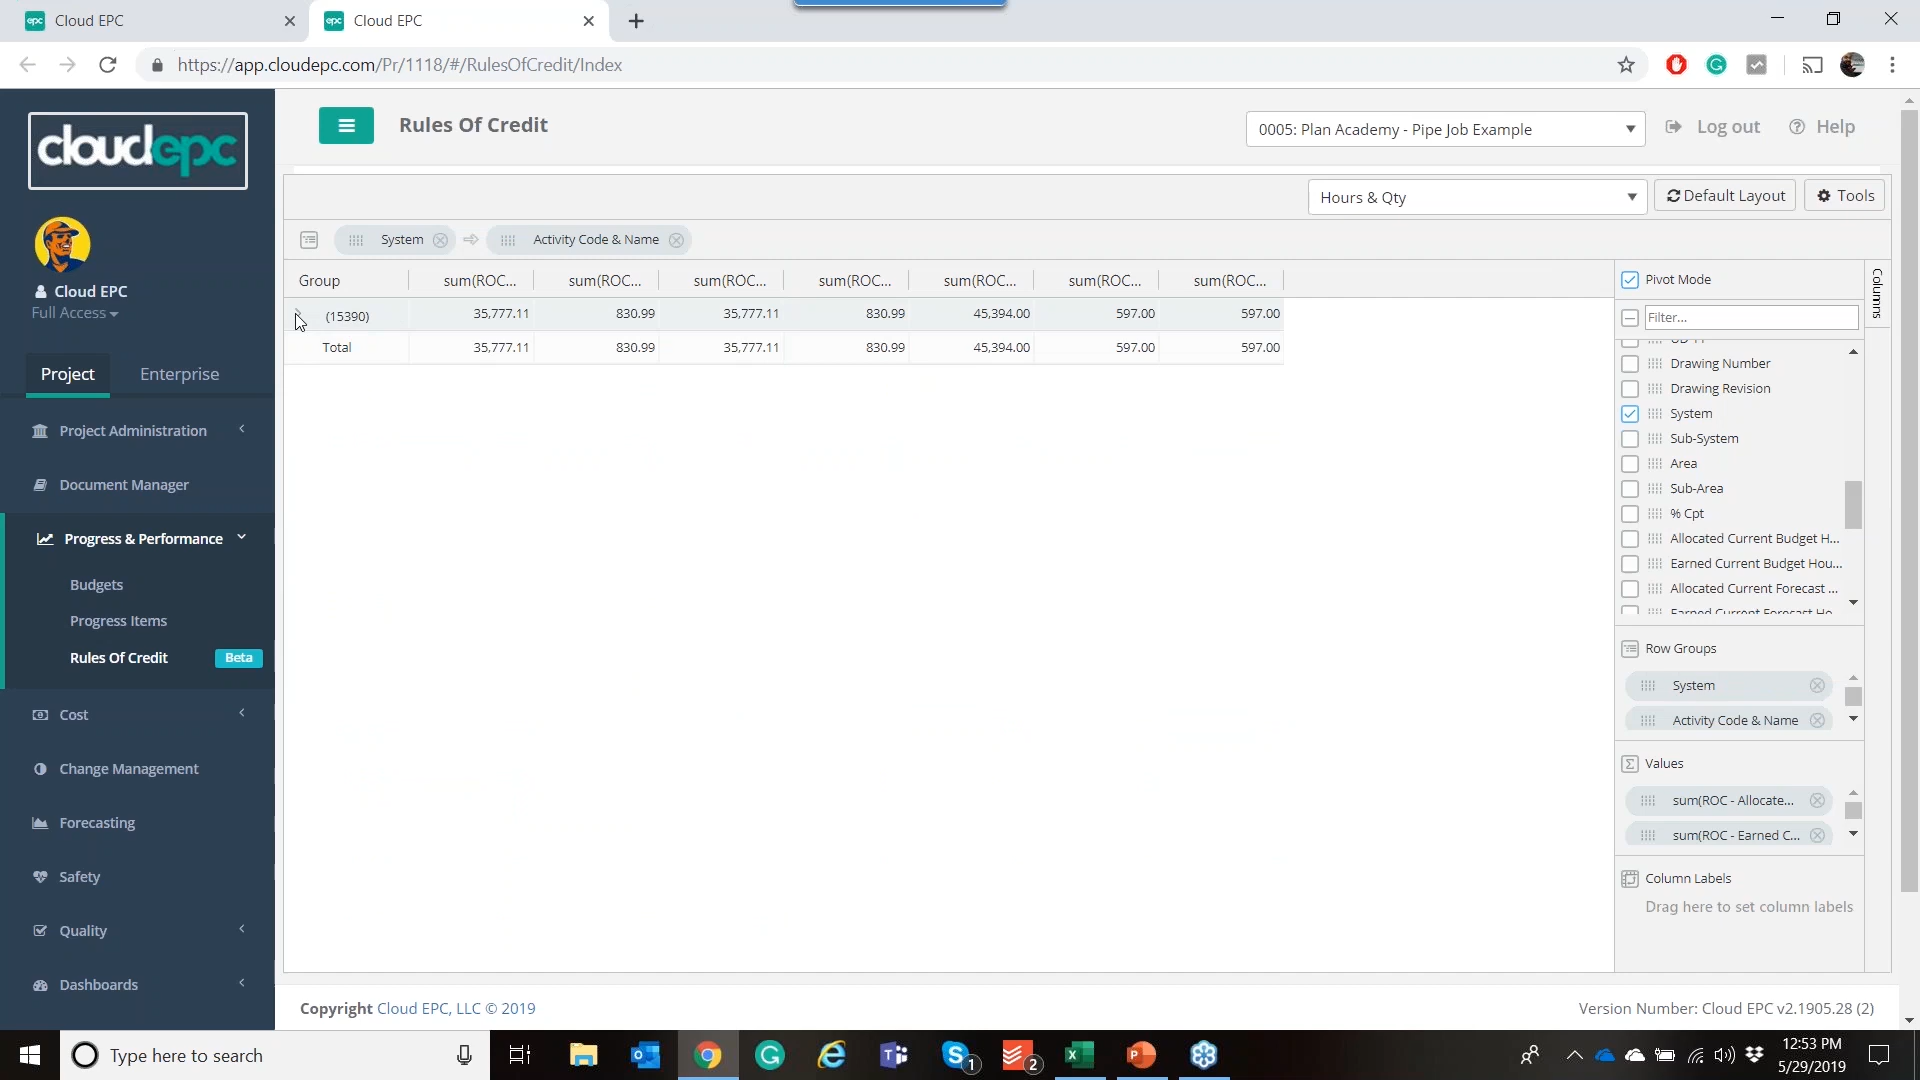 Cloud EPC
Cloud EPC
https://app.cloudepc.com/Pr/1118/#/RulesOfCredit/Index
cloudepc
Rules Of Credit
0005: Plan Academy - Pipe Job Example
Log out
Help
Hours & Qty
Default Layout
Tools
System
Activity Code & Name
Group sum(ROC... sum(ROC... sum(ROC... sum(ROC... sum(ROC... sum(ROC... sum(ROC...
(15390) 35,777.11 830.99 35,777.11 830.99 45,394.00 597.00 597.00
Total 35,777.11 830.99 35,777.11 830.99 45,394.00 597.00 597.00
Cloud EPC
Full Access
Project
Enterprise
Project Administration
Document Manager
Progress & Performance
Budgets
Progress Items
Rules Of Credit Beta
Cost
Change Management
Forecasting
Safety
Quality
Dashboards
Pivot Mode
Columns
Filter...
Drawing Number
Drawing Revision
System
Sub-System
Area
Sub-Area
% Cpt
Allocated Current Budget H...
Earned Current Budget Hou...
Allocated Current Forecast ...
Earned Current Forecast Ho...
Row Groups
System
Activity Code & Name
Values
sum(ROC - Allocate...
sum(ROC - Earned C...
Column Labels
Drag here to set column labels
Copyright Cloud EPC, LLC © 2019
Version Number: Cloud EPC v2.1905.28 (2)
Type here to search
1
2
12:53 PM
5/29/2019